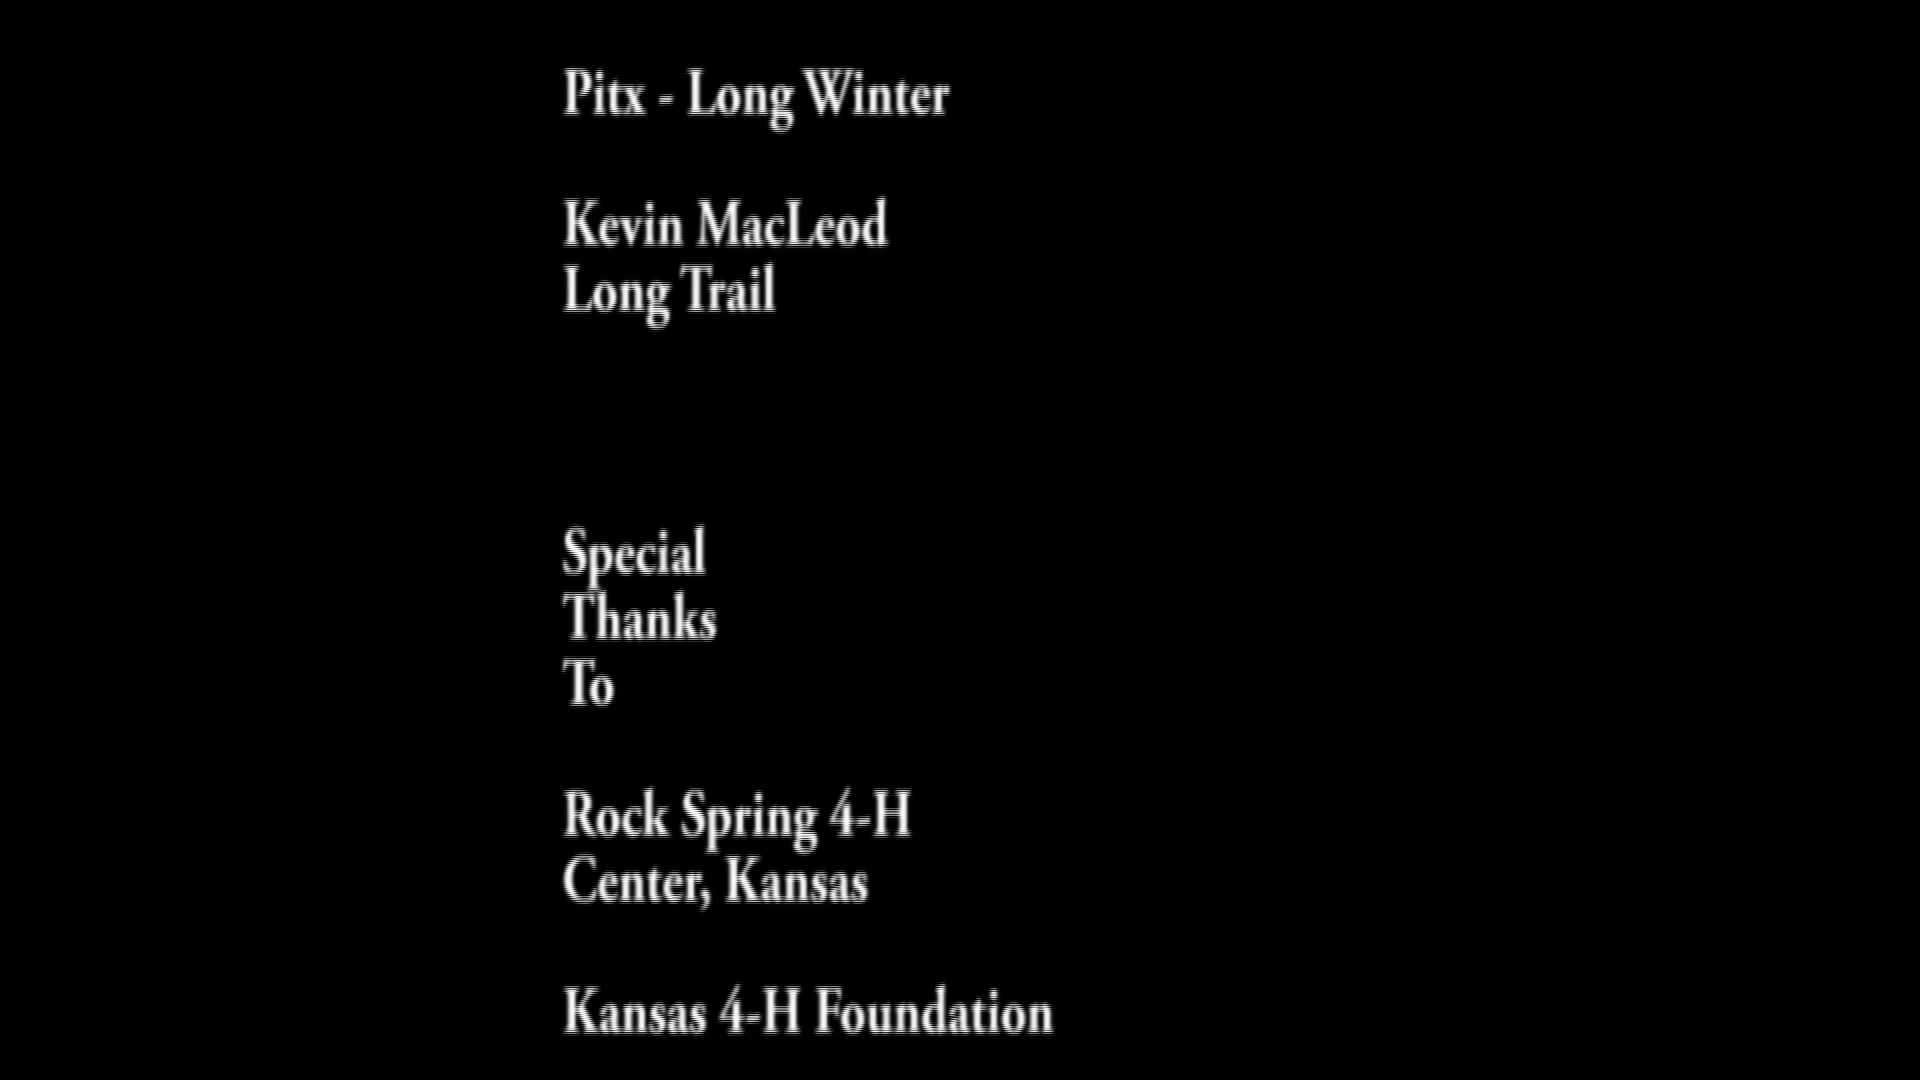 Pitx - Long Winter
Kevin MacLeod
Long Trail
Special
Thanks
To
Rock Spring 4-H
Center, Kansas
Kansas 4-H Foundation